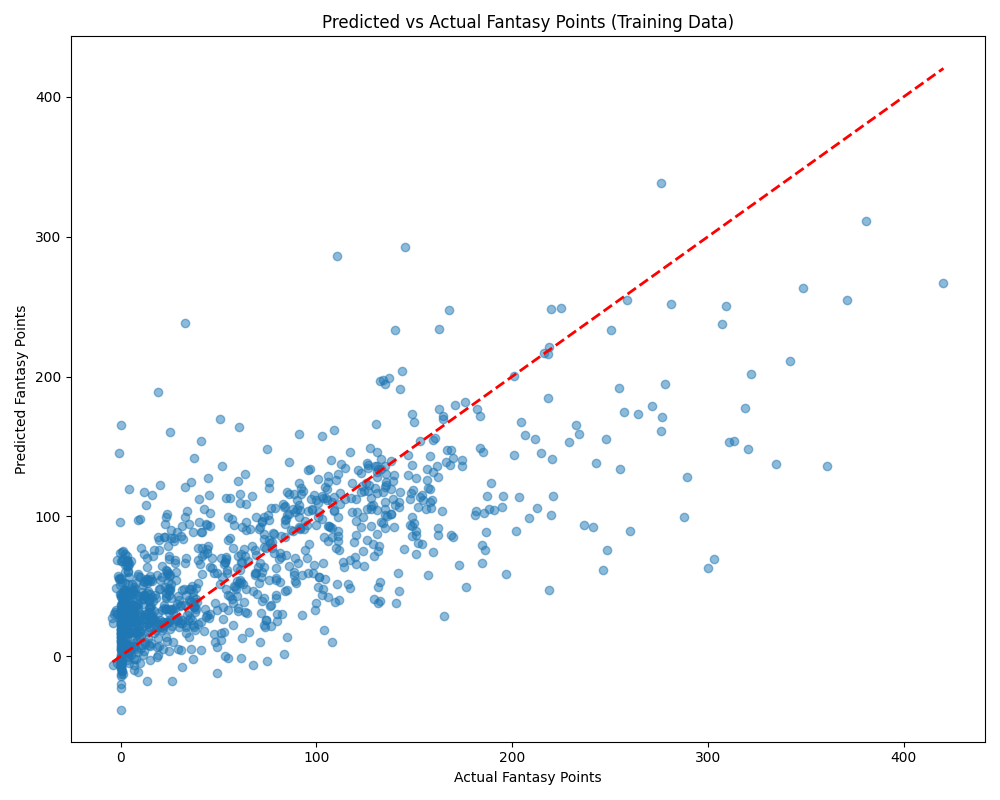 Predicted vs Actual Fantasy Points (Training Data)
400
300
200
100
0
Predicted Fantasy Points
0 100 200 300 400
Actual Fantasy Points